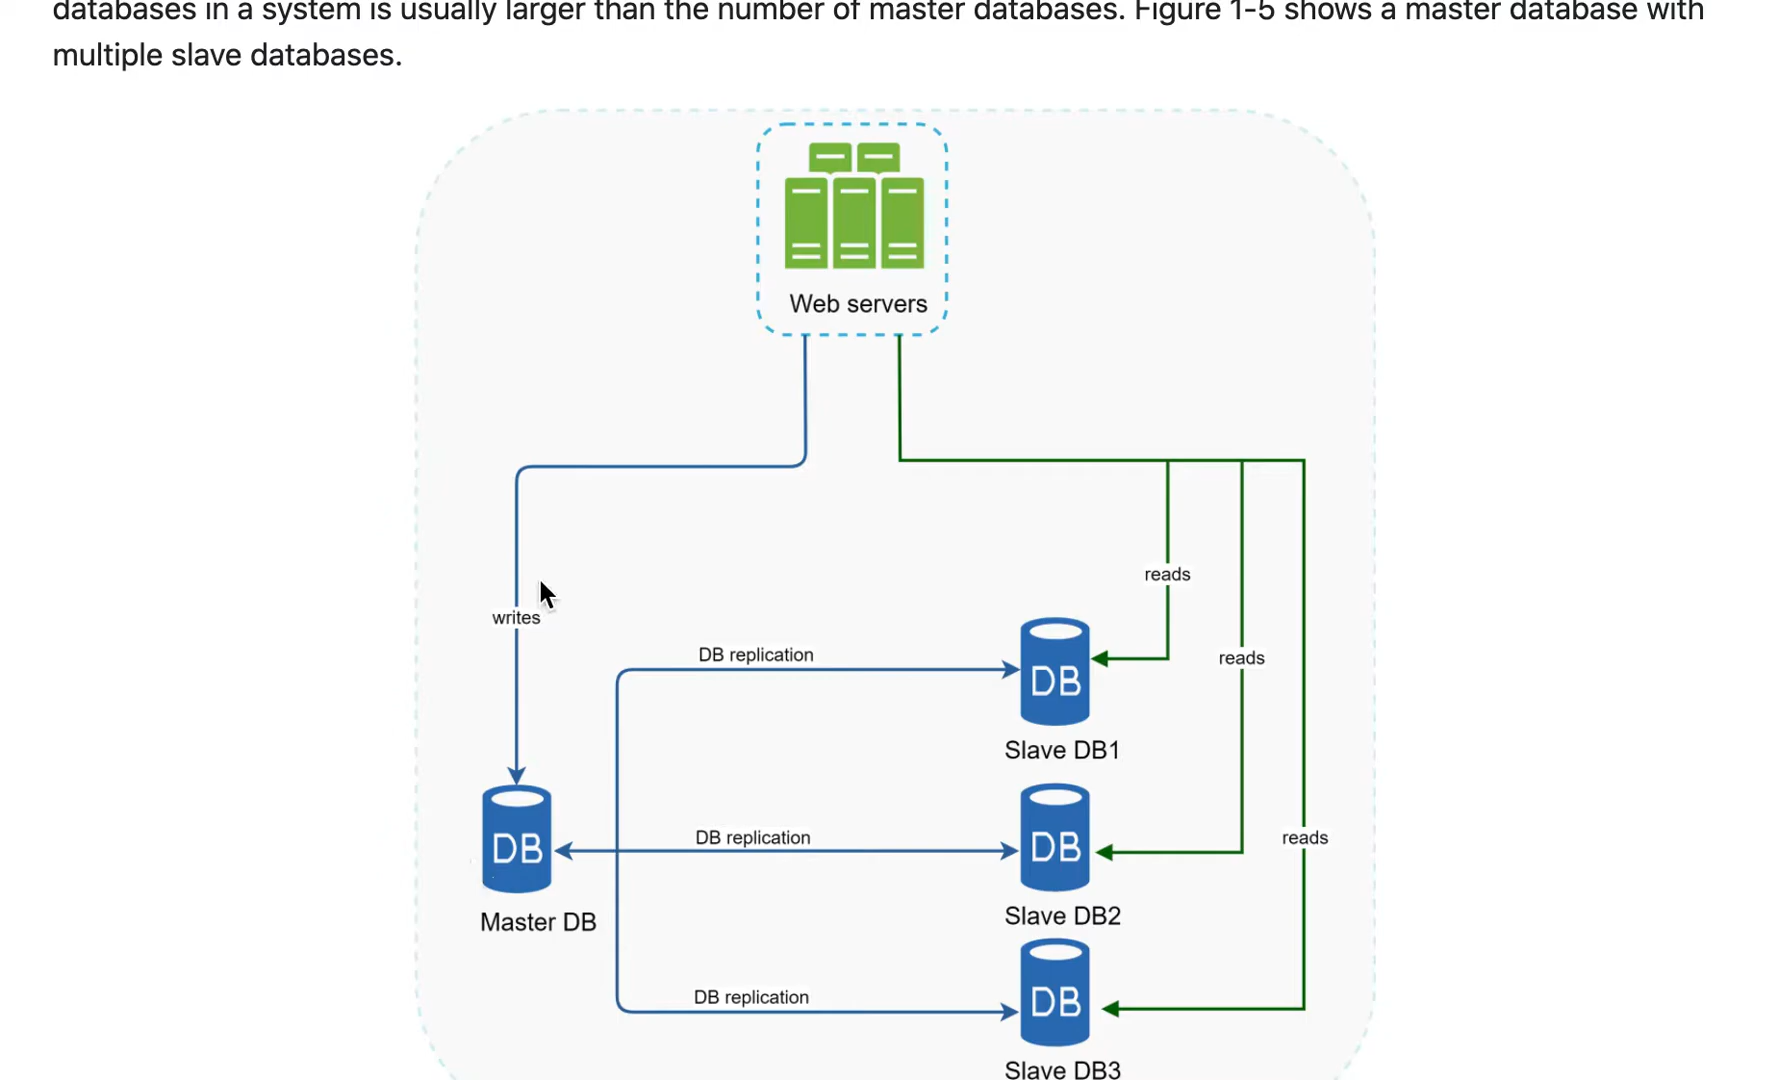 databases in a system is usually larger than the number of master databases. Figure 1-5 shows a master database with
multiple slave databases.
Web servers
reads
writes
DB replication
reads
DB
Slave DB1
DB replication
reads
DB
DB
Master DB
Slave DB2
DB replication
DB
Slave DB3